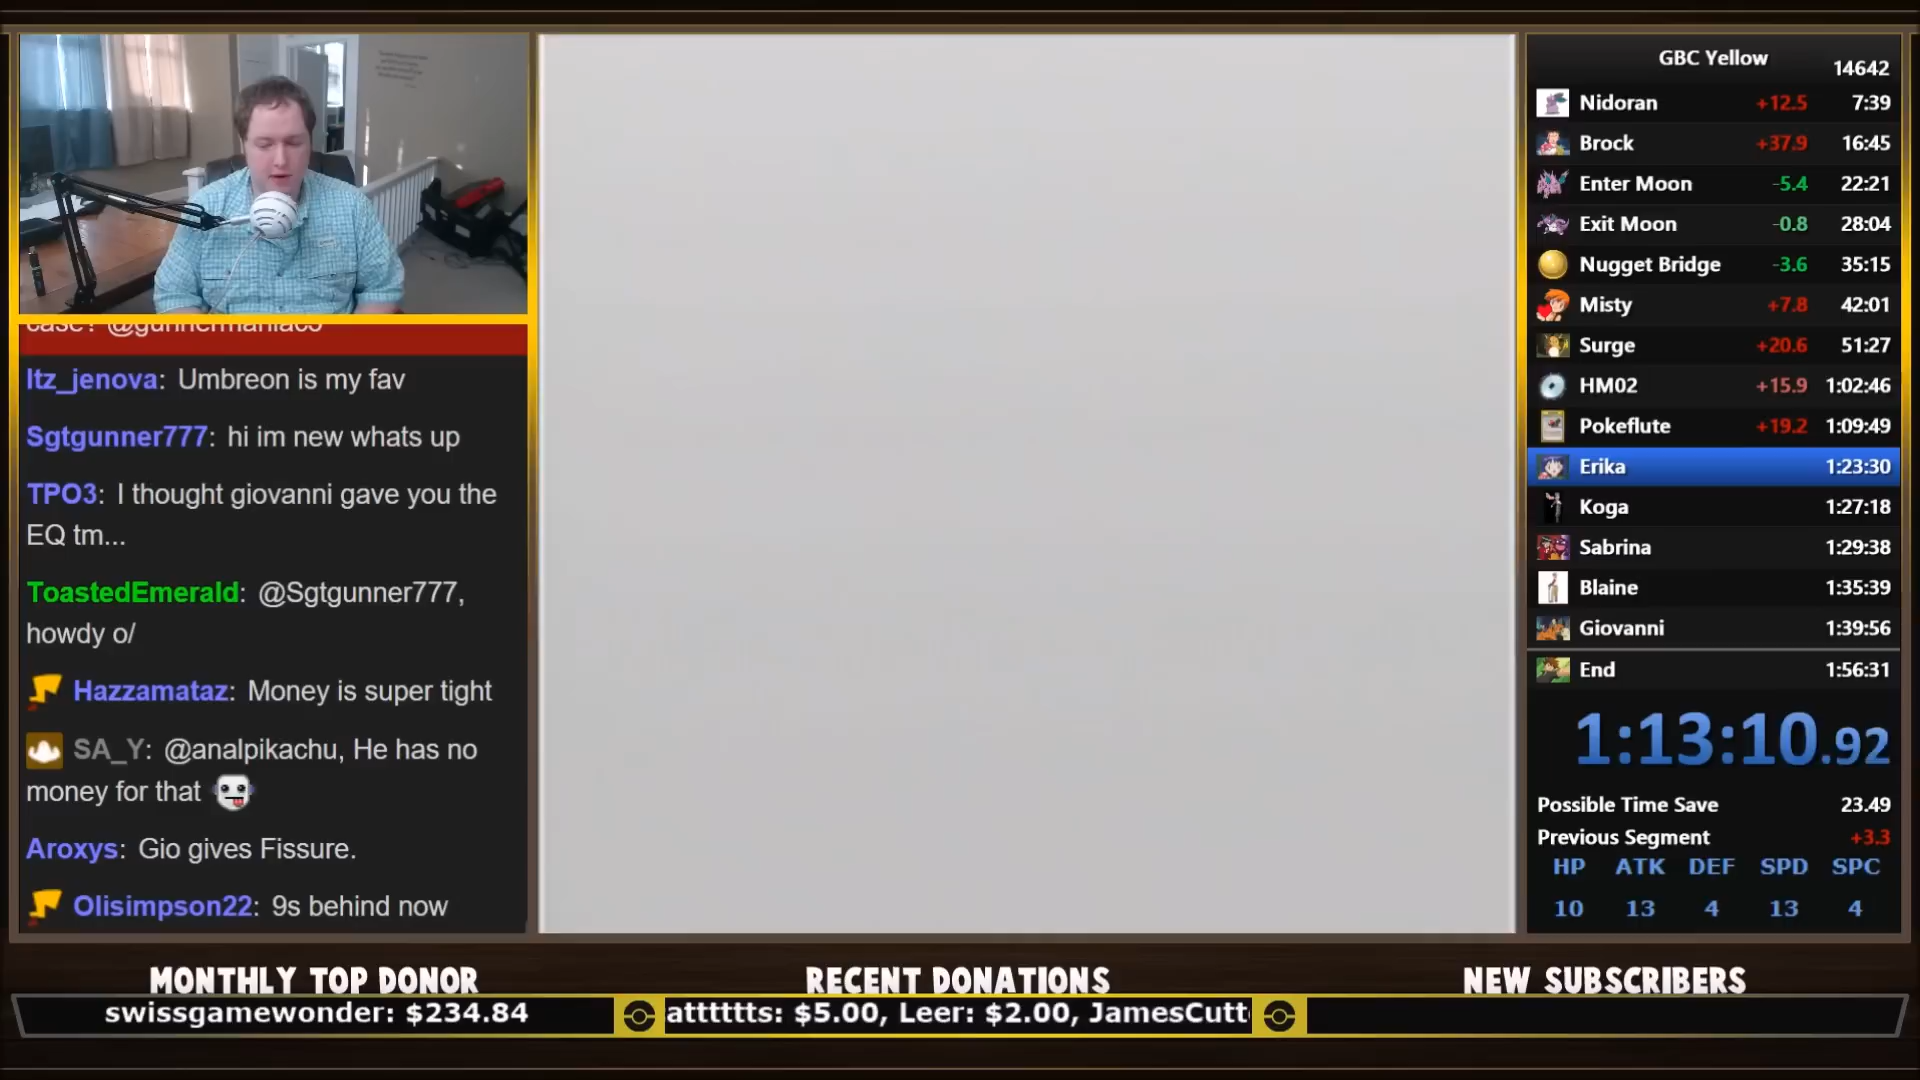 case? @gunnermaniac3
Itz_jenova: Umbreon is my fav
Sgtgunner777: hi im new whats up
TPO3: I thought giovanni gave you the
EQ tm...
ToastedEmerald: @Sgtgunner777,
howdy o/
Hazzamataz: Money is super tight
SA_Y: @analpikachu, He has no
money for that
Aroxys: Gio gives Fissure.
Olisimpson22: 9s behind now
GBC Yellow 14642
Nidoran +12.5 7:39
Brock +37.9 16:45
Enter Moon -5.4 22:21
Exit Moon -0.8 28:04
Nugget Bridge -3.6 35:15
Misty +7.8 42:01
Surge +20.6 51:27
HM02 +15.9 1:02:46
Pokeflute +19.2 1:09:49
Erika 1:23:30
Koga 1:27:18
Sabrina 1:29:38
Blaine 1:35:39
Giovanni 1:39:56
End 1:56:31
1:13:10.92
Possible Time Save 23.49
Previous Segment +3.3
HP ATK DEF SPD SPC
10 13 4 13 4
MONTHLY TOP DONOR
swissgamewonder: $234.84
RECENT DONATIONS
atttttts: $5.00, Leer: $2.00, JamesCutt
NEW SUBSCRIBERS